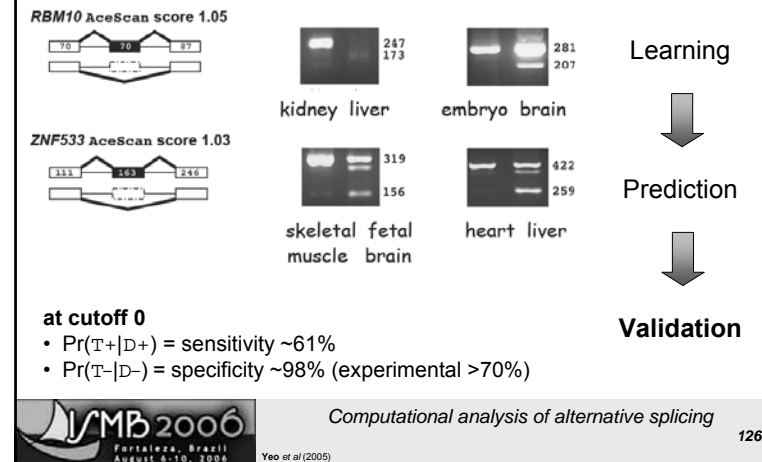 RBM10 AceScan score 1.05
70 70 87
247
173
kidney liver
281
207
embryo brain
ZNF533 AceScan score 1.03
111 163 246
319
156
skeletal fetal
muscle brain
422
259
heart liver
Learning
Prediction
Validation
at cutoff 0
• Pr(T+|D+) = sensitivity ~61%
• Pr(T-|D-) = specificity ~98% (experimental >70%)
ISMB 2006
Fortaleza, Brazil
August 6-10, 2006
Computational analysis of alternative splicing
126
Yeo et al (2005)